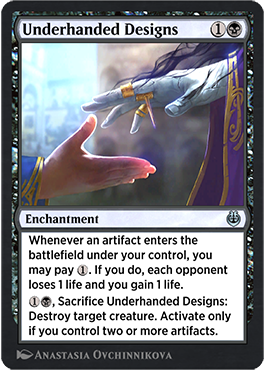 Underhanded Designs 1
Enchantment
Whenever an artifact enters the
battlefield under your control, you
may pay 1. If you do, each opponent
loses 1 life and you gain 1 life.
1, Sacrifice Underhanded Designs:
Destroy target creature. Activate only
if you control two or more artifacts.
Anastasia Ovchinnikova